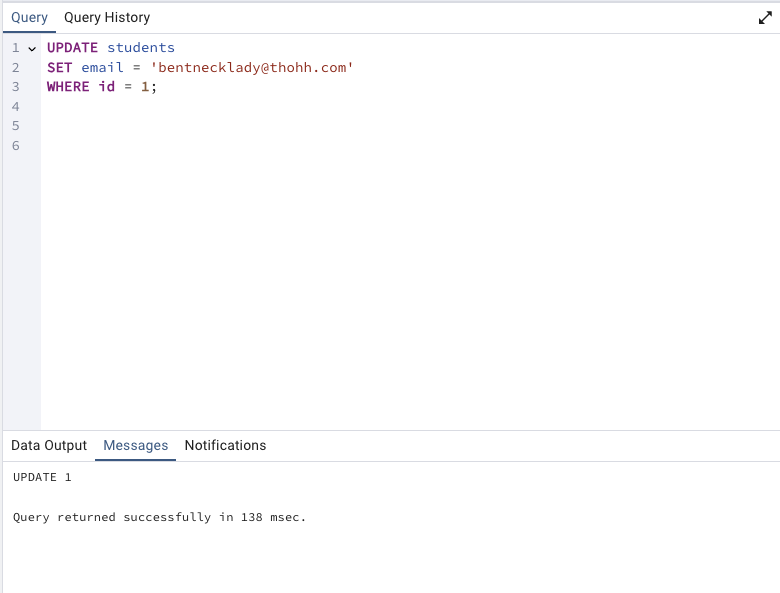 Query Query History
1 UPDATE students
2 SET email = 'bentnecklady@thohh.com'
3 WHERE id = 1;
4
5
6
Data Output Messages Notifications
UPDATE 1
Query returned successfully in 138 msec.